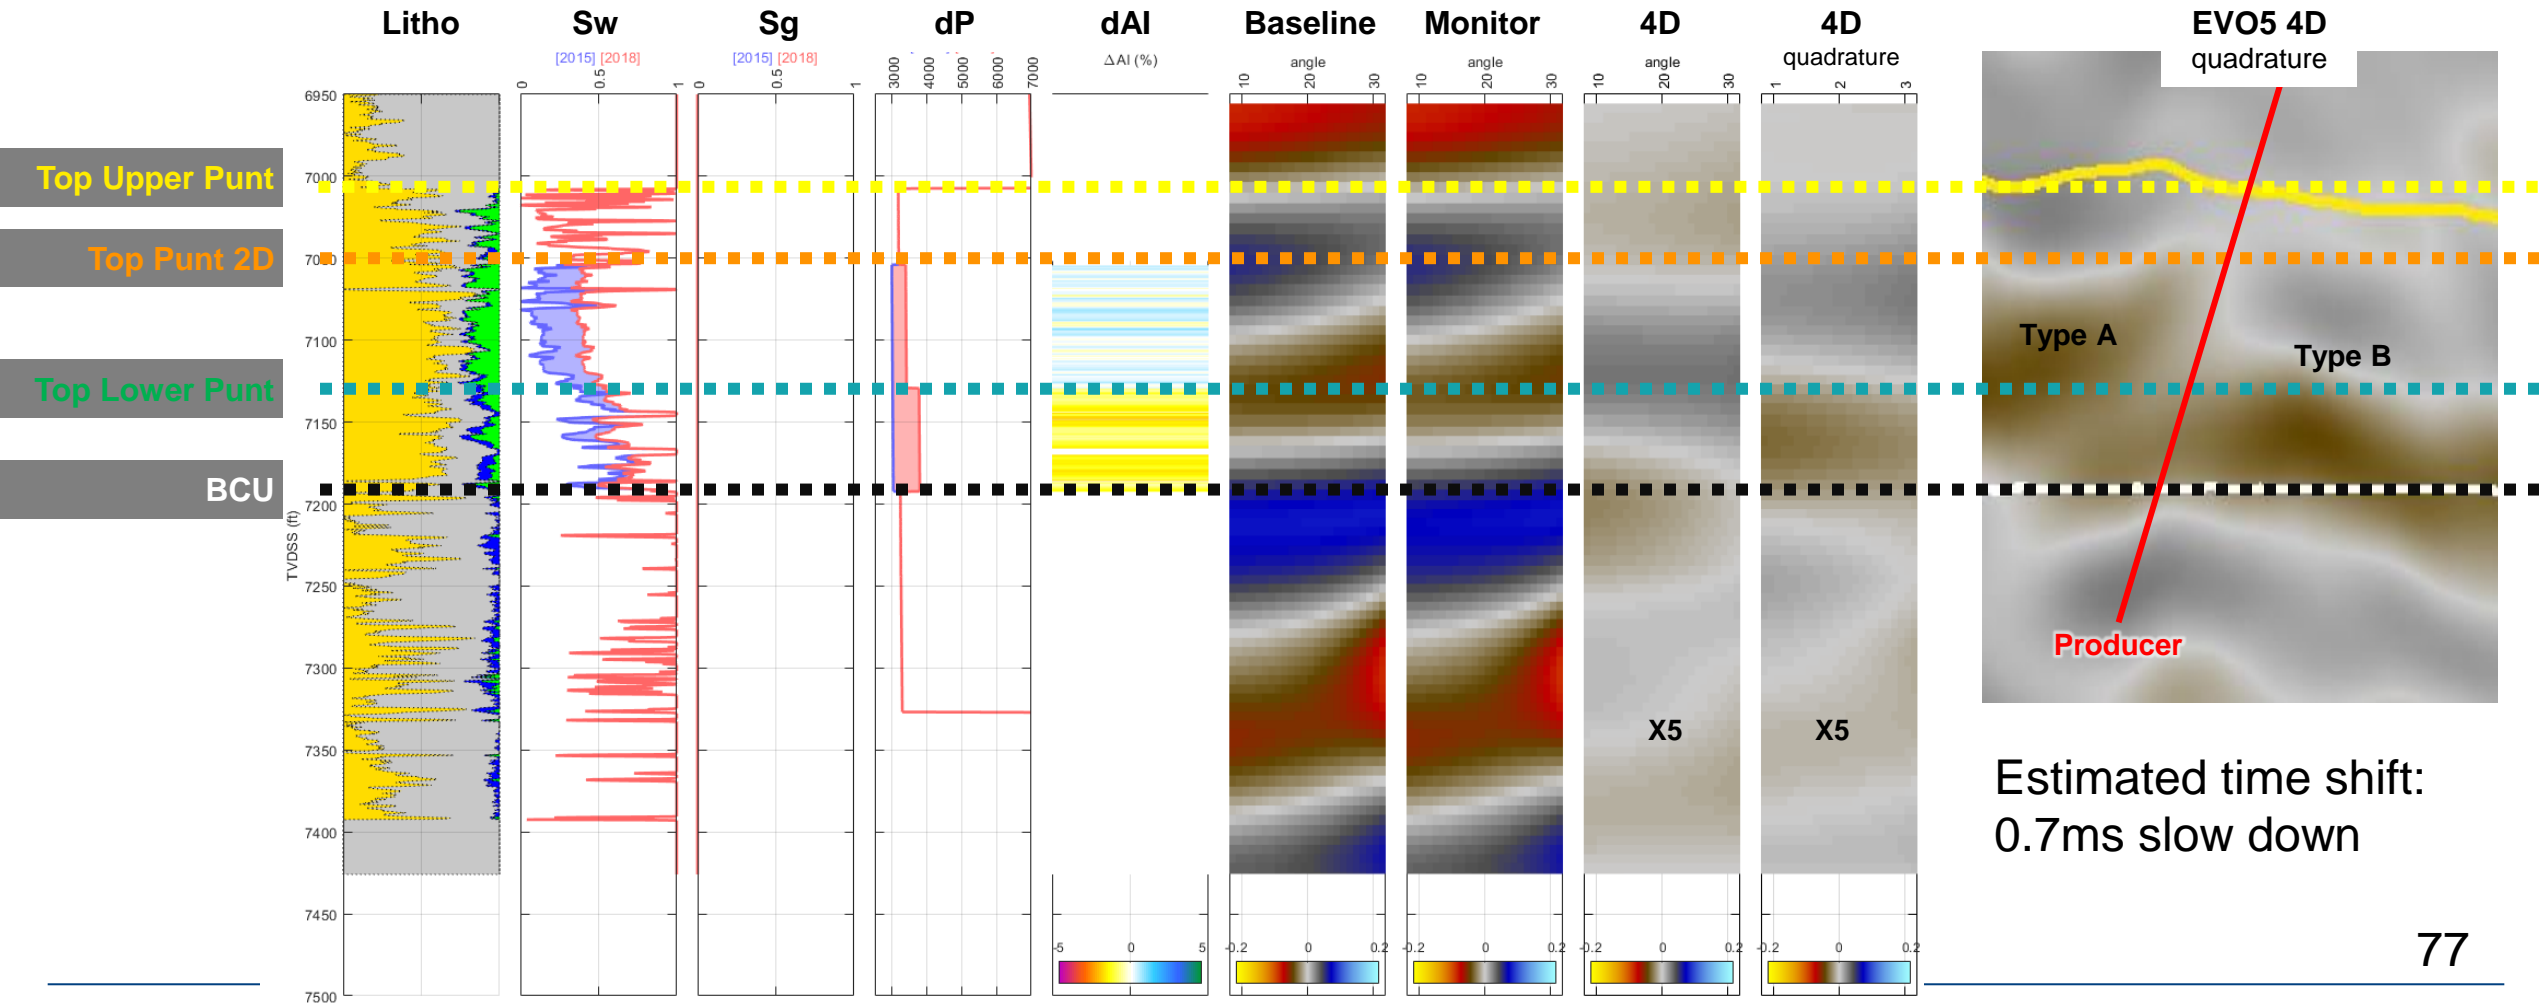 Litho
Sw
Sg
dP
dAI
Baseline
Monitor
4D
4D
quadrature
EVO5 4D
quadrature
[2015] [2018]
[2015] [2018]
ΔAI (%)
angle
angle
angle
0
0.5
1
0
0.5
1
3000
4000
5000
6000
7000
10
20
30
10
20
30
10
20
30
1
2
3
6950
7000
7100
7150
7200
7250
7300
7350
7400
7450
7500
TVDSS (ft)
Top Upper Punt
Top Punt 2D
Top Lower Punt
BCU
Type A
Type B
Producer
X5
X5
Estimated time shift:
0.7ms slow down
-5
0
5
-0.2
0
0.2
-0.2
0
0.2
-0.2
0
0.2
-0.2
0
0.2
77